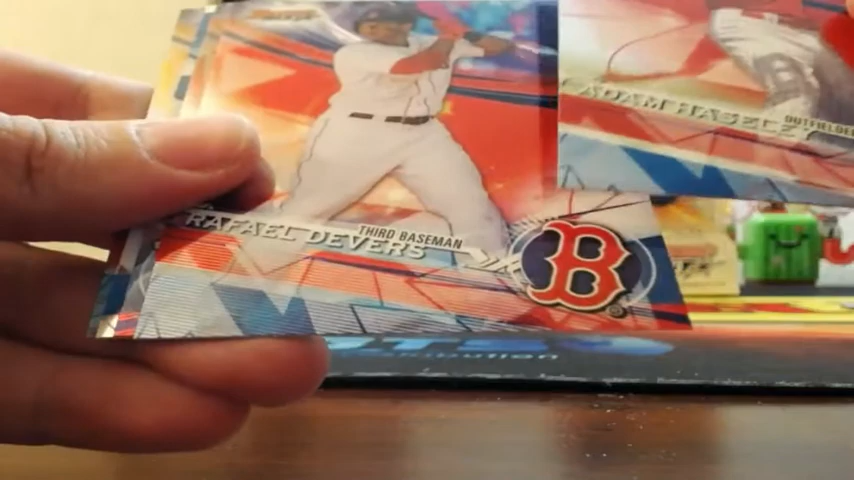 ADAM HASELEY
OUTFIELDER
THIRD BASEMAN
RAFAEL DEVERS
B